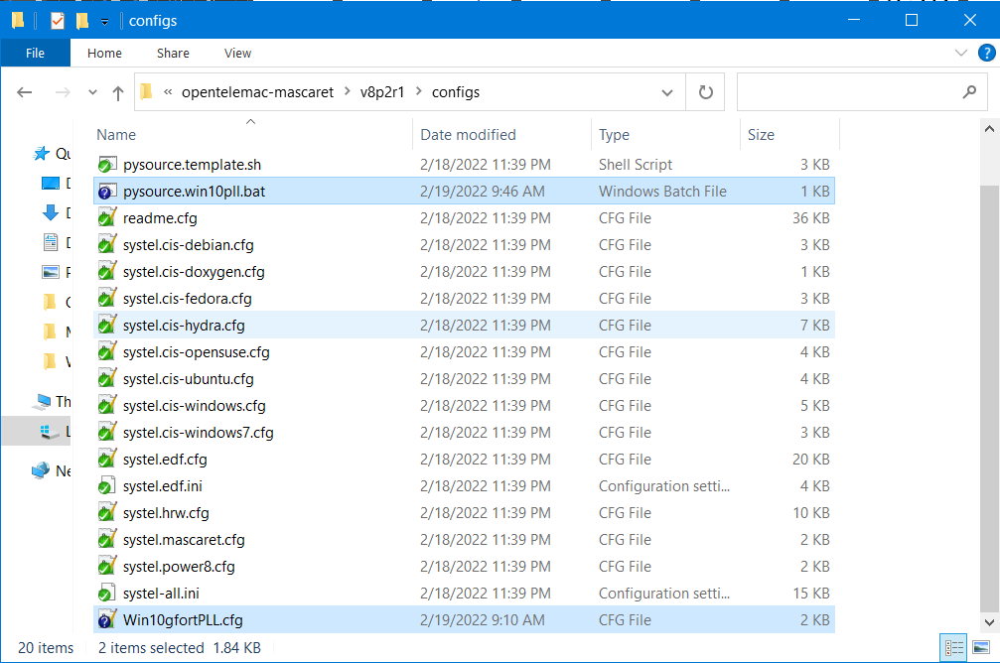 configs
File Home Share View ?
« opentelemac-mascaret > v8p2r1 > configs
Name Date modified Type Size
pysource.template.sh 2/18/2022 11:39 PM Shell Script 3 KB
pysource.win10pll.bat 2/19/2022 9:46 AM Windows Batch File 1 KB
readme.cfg 2/18/2022 11:39 PM CFG File 36 KB
systel.cis-debian.cfg 2/18/2022 11:39 PM CFG File 3 KB
systel.cis-doxygen.cfg 2/18/2022 11:39 PM CFG File 1 KB
systel.cis-fedora.cfg 2/18/2022 11:39 PM CFG File 3 KB
systel.cis-hydra.cfg 2/18/2022 11:39 PM CFG File 7 KB
systel.cis-opensuse.cfg 2/18/2022 11:39 PM CFG File 4 KB
systel.cis-ubuntu.cfg 2/18/2022 11:39 PM CFG File 4 KB
systel.cis-windows.cfg 2/18/2022 11:39 PM CFG File 5 KB
systel.cis-windows7.cfg 2/18/2022 11:39 PM CFG File 3 KB
systel.edf.cfg 2/18/2022 11:39 PM CFG File 20 KB
systel.edf.ini 2/18/2022 11:39 PM Configuration setti... 4 KB
systel.hrw.cfg 2/18/2022 11:39 PM CFG File 10 KB
systel.mascaret.cfg 2/18/2022 11:39 PM CFG File 2 KB
systel.power8.cfg 2/18/2022 11:39 PM CFG File 2 KB
systel-all.ini 2/18/2022 11:39 PM Configuration setti... 15 KB
Win10gfortPLL.cfg 2/19/2022 9:10 AM CFG File 2 KB
20 items 2 items selected 1.84 KB